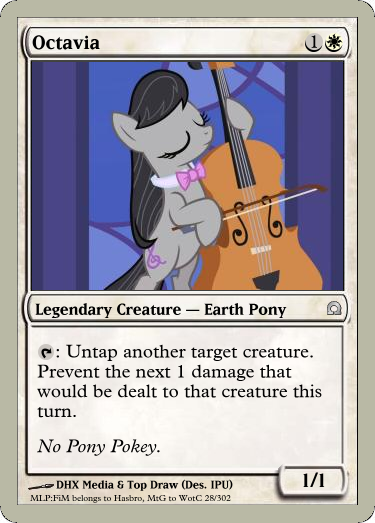 Octavia 1
Legendary Creature — Earth Pony
: Untap another target creature.
Prevent the next 1 damage that
would be dealt to that creature this
turn.
No Pony Pokey.
DHX Media & Top Draw (Des. IPU)
1/1
MLP:FiM belongs to Hasbro, MtG to WotC 28/302